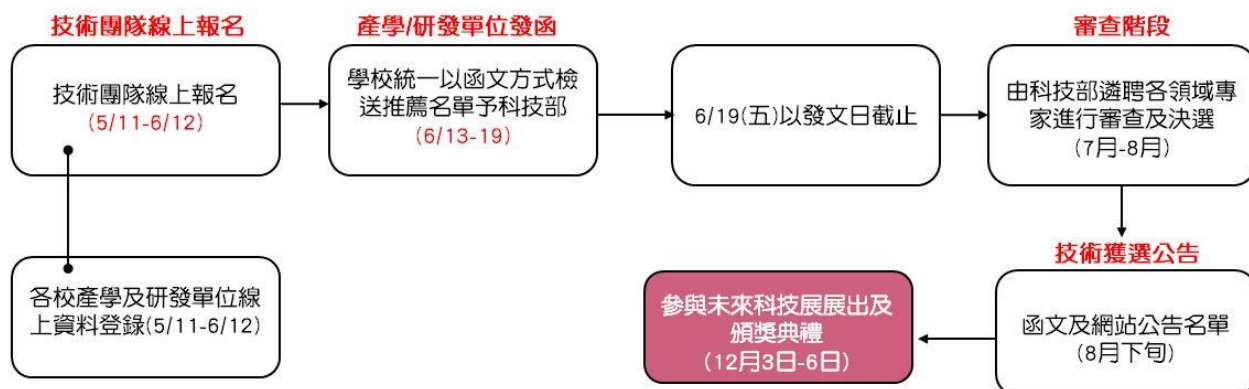 技術團隊線上報名
技術團隊線上報名
(5/11-6/12)
產學/研發單位發函
學校統一以函文方式檢
送推薦名單予科技部
(6/13-19)
6/19(五)以發文日截止
審查階段
由科技部遴聘各領域專
家進行審查及決選
(7月-8月)
各校產學及研發單位線
上資料登錄(5/11-6/12)
技術獲選公告
函文及網站公告名單
(8月下旬)
參與未來科技展展出及
頒獎典禮
(12月3日-6日)